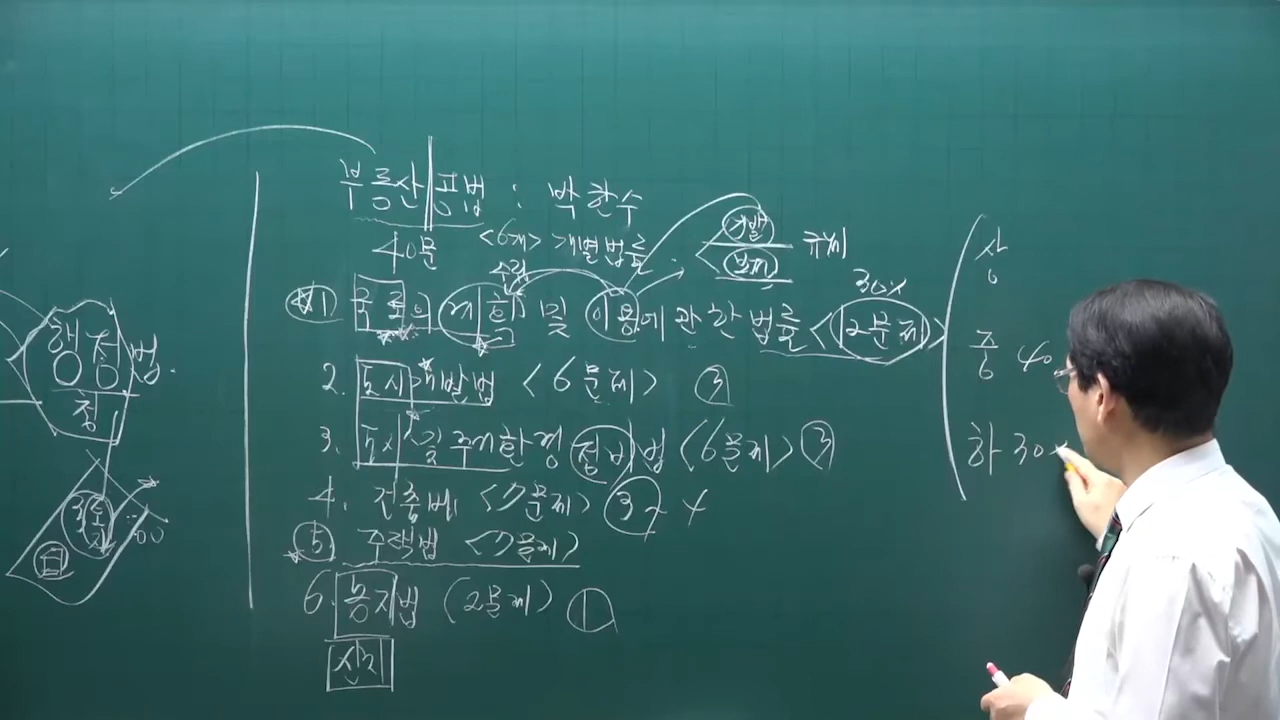 부동산공법 : 박한수
40문 <6개> 개별법률. < 개발 규제
수립 보전
30%
1 국토의 계획 및 이용에 관한 법률 <12문제>
2. 도시개발법 <6문제> ③
3. 도시 및 주거환경정비법 <6문제> ③
4. 건축법 <7문제> ③ 4
⑤ 주택법 <7문제>
6. 농지법 (2문제) ①
산지
행정법.
청
토지
상
중 40
하 30%